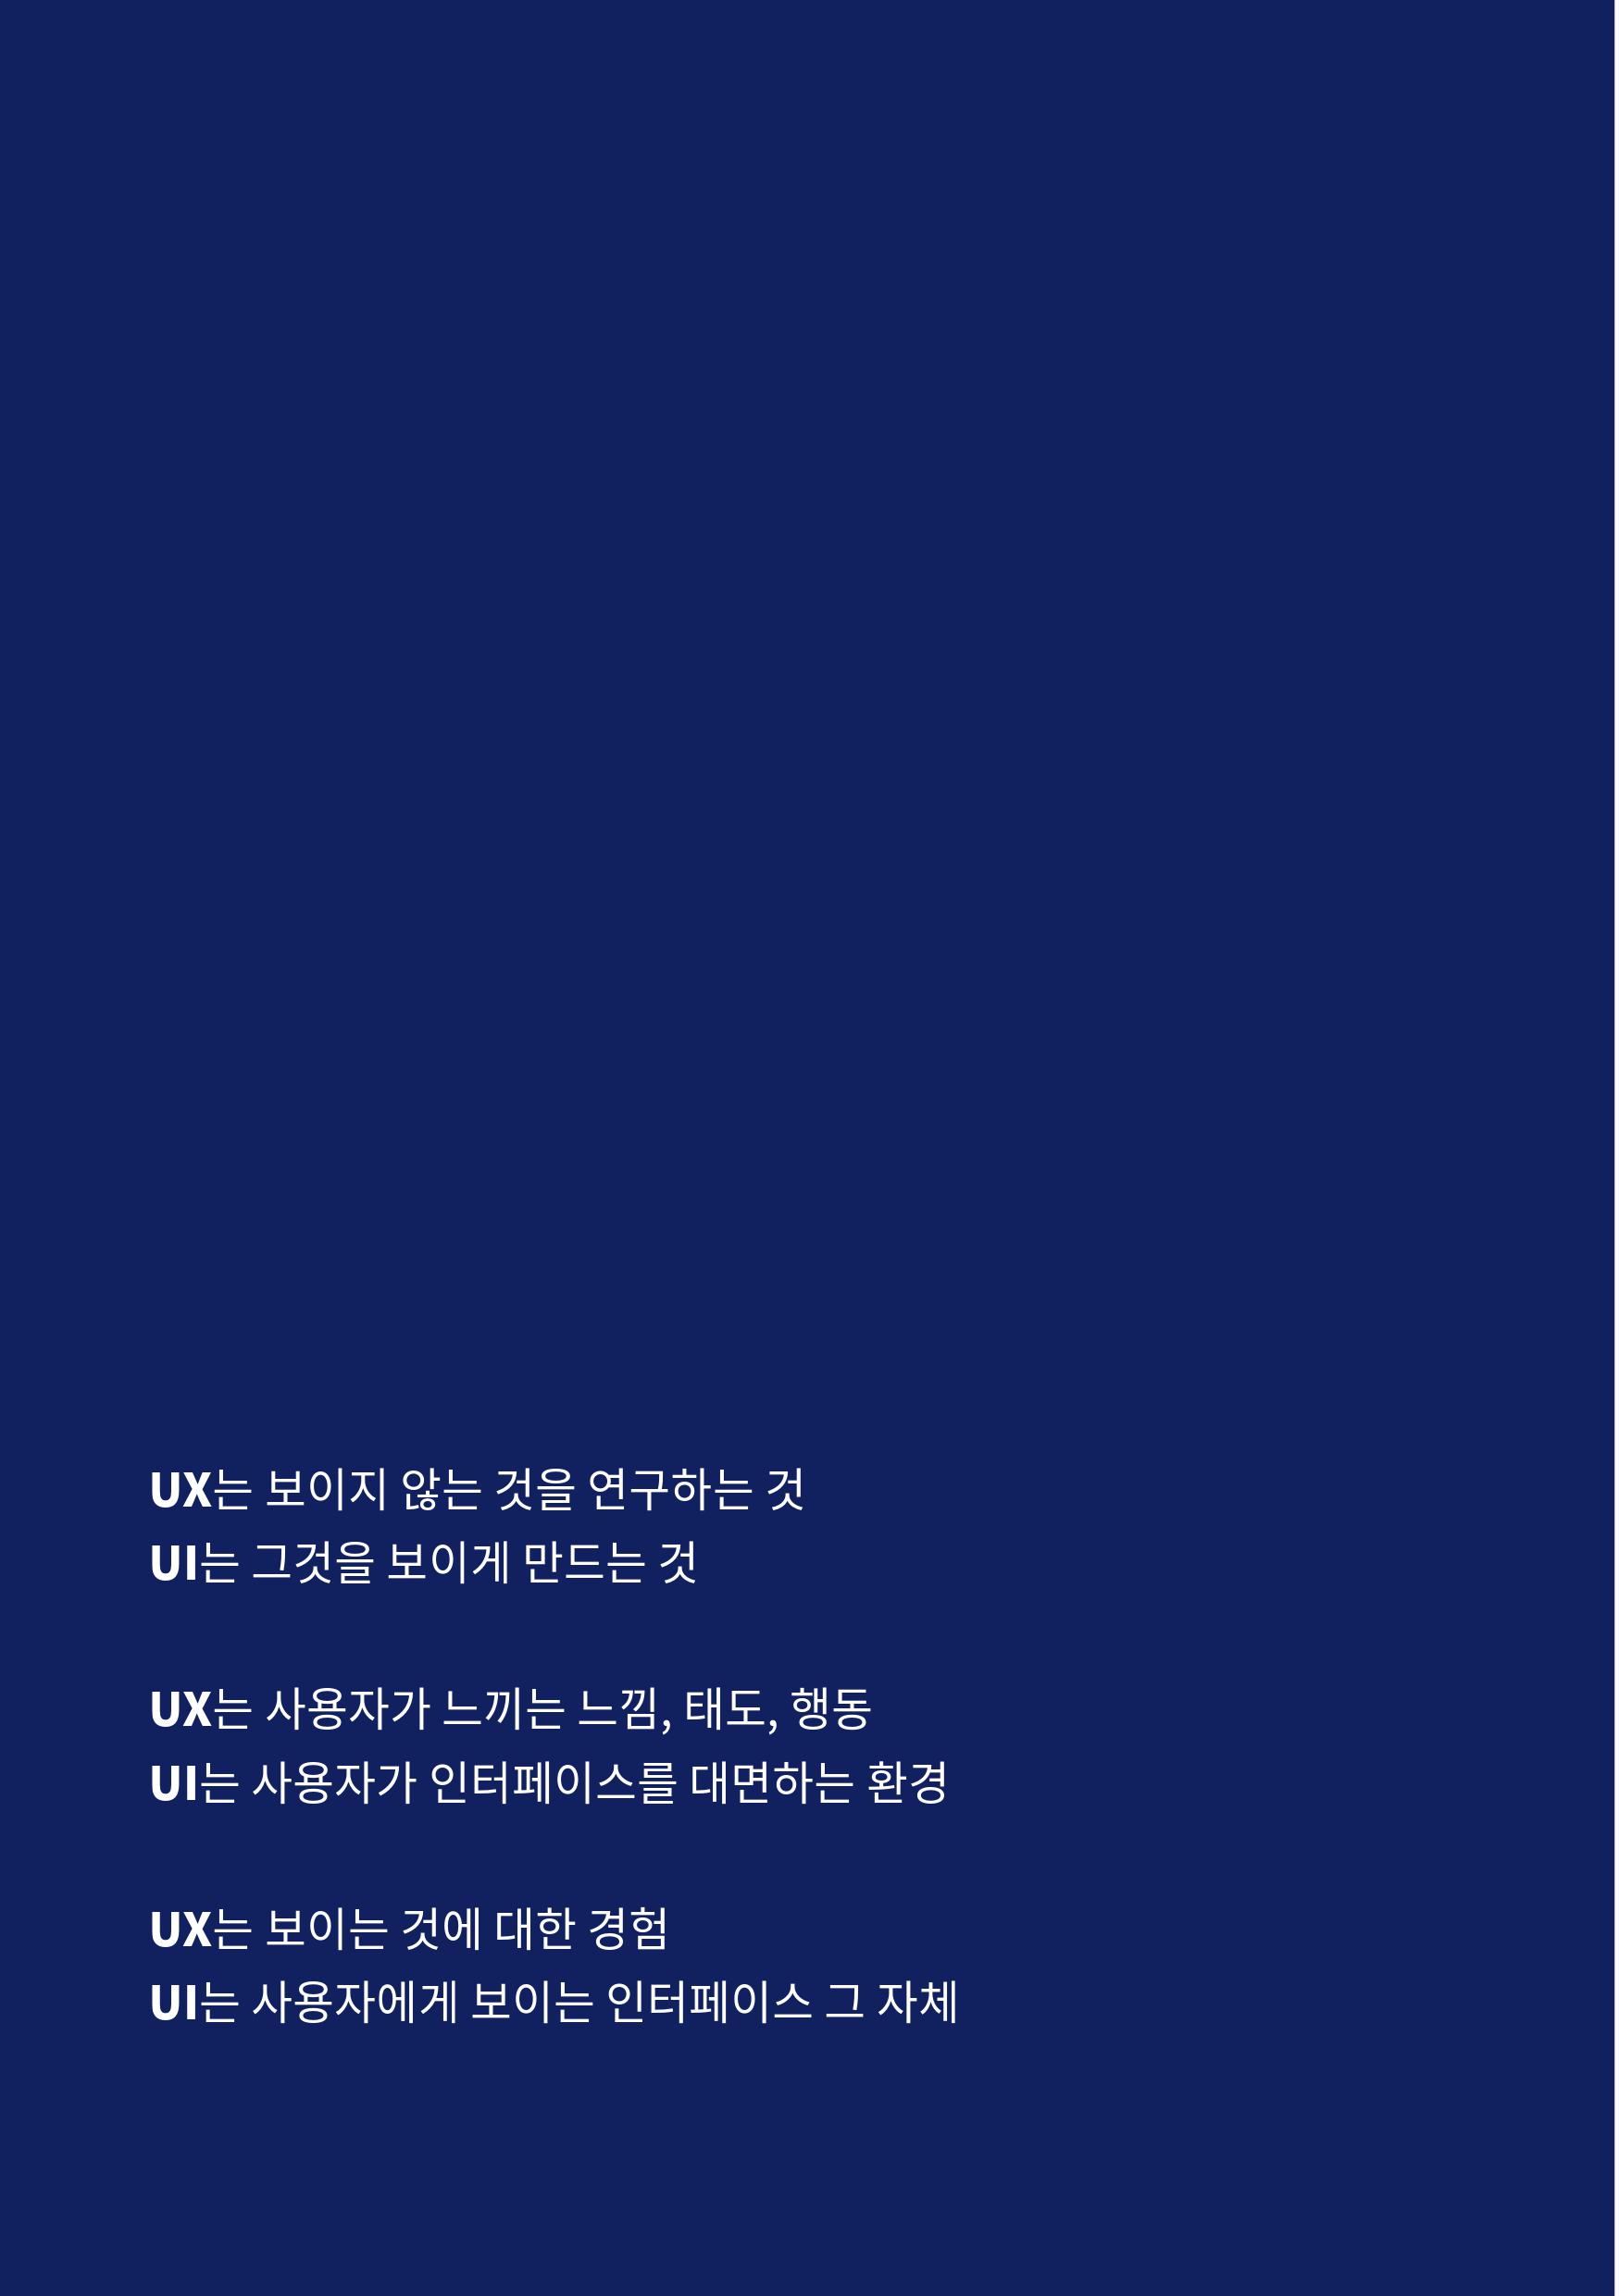 UX는 보이지 않는 것을 연구하는 것
UI는 그것을 보이게 만드는 것
UX는 사용자가 느끼는 느낌, 태도, 행동
UI는 사용자가 인터페이스를 대면하는 환경
UX는 보이는 것에 대한 경험
UI는 사용자에게 보이는 인터페이스 그 자체